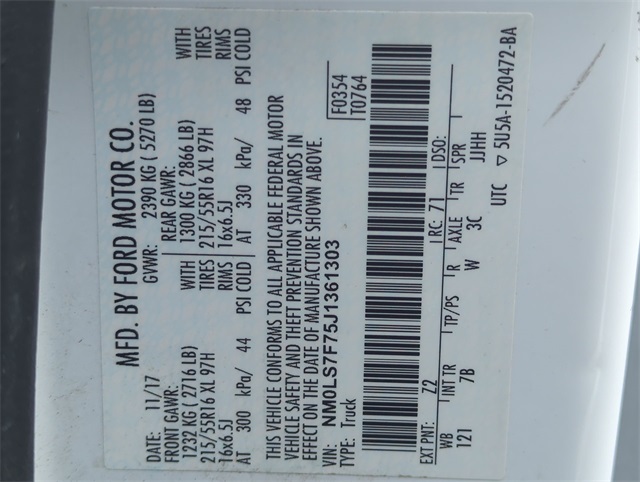 MFD. BY FORD MOTOR CO.
DATE: 11/17 GVWR: 2390 KG ( 5270 LB)
FRONT GAWR: REAR GAWR:
1232 KG ( 2716 LB) WITH 1300 KG ( 2866 LB) WITH
215/55R16 XL 97H TIRES 215/55R16 XL 97H TIRES
16x6.5J RIMS 16x6.5J RIMS
AT 300 kPa/ 44 PSI COLD AT 330 kPa/ 48 PSI COLD
THIS VEHICLE CONFORMS TO ALL APPLICABLE FEDERAL MOTOR
VEHICLE SAFETY AND THEFT PREVENTION STANDARDS IN
EFFECT ON THE DATE OF MANUFACTURE SHOWN ABOVE.
VIN: NM0LS7F75J1361303 F0354
TYPE: Truck T0764
EXT PNT: Z2 RC: 71 DSO:
WB INT TR TP/PS R AXLE TR SPR
121 7B W 3C JJHH
UTC ▽ 5U5A-1520472-BA